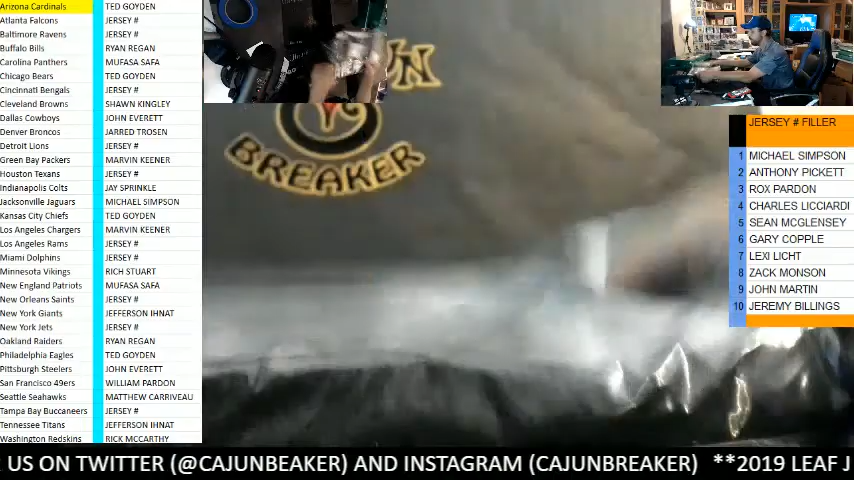 Arizona Cardinals TED GOYDEN
Atlanta Falcons JERSEY #
Baltimore Ravens JERSEY #
Buffalo Bills RYAN REGAN
Carolina Panthers MUFASA SAFA
Chicago Bears TED GOYDEN
Cincinnati Bengals JERSEY #
Cleveland Browns SHAWN KINGLEY
Dallas Cowboys JOHN EVERETT
Denver Broncos JARRED TROSEN
Detroit Lions JERSEY #
Green Bay Packers MARVIN KEENER
Houston Texans JERSEY #
Indianapolis Colts JAY SPRINKLE
Jacksonville Jaguars MICHAEL SIMPSON
Kansas City Chiefs TED GOYDEN
Los Angeles Chargers MARVIN KEENER
Los Angeles Rams JERSEY #
Miami Dolphins JERSEY #
Minnesota Vikings RICH STUART
New England Patriots MUFASA SAFA
New Orleans Saints JERSEY #
New York Giants JEFFERSON IHNAT
New York Jets JERSEY #
Oakland Raiders RYAN REGAN
Philadelphia Eagles TED GOYDEN
Pittsburgh Steelers JOHN EVERETT
San Francisco 49ers WILLIAM PARDON
Seattle Seahawks MATTHEW CARRIVEAU
Tampa Bay Buccaneers JERSEY #
Tennessee Titans JEFFERSON IHNAT
Washington Redskins RICK MCCARTHY
BREAKER
JERSEY # FILLER
1 MICHAEL SIMPSON
2 ANTHONY PICKETT
3 ROX PARDON
4 CHARLES LICCIARDI
5 SEAN MCGLENSEY
6 GARY COPPLE
7 LEXI LICHT
8 ZACK MONSON
9 JOHN MARTIN
10 JEREMY BILLINGS
US ON TWITTER (@CAJUNBEAKER) AND INSTAGRAM (CAJUNBREAKER) **2019 LEAF J